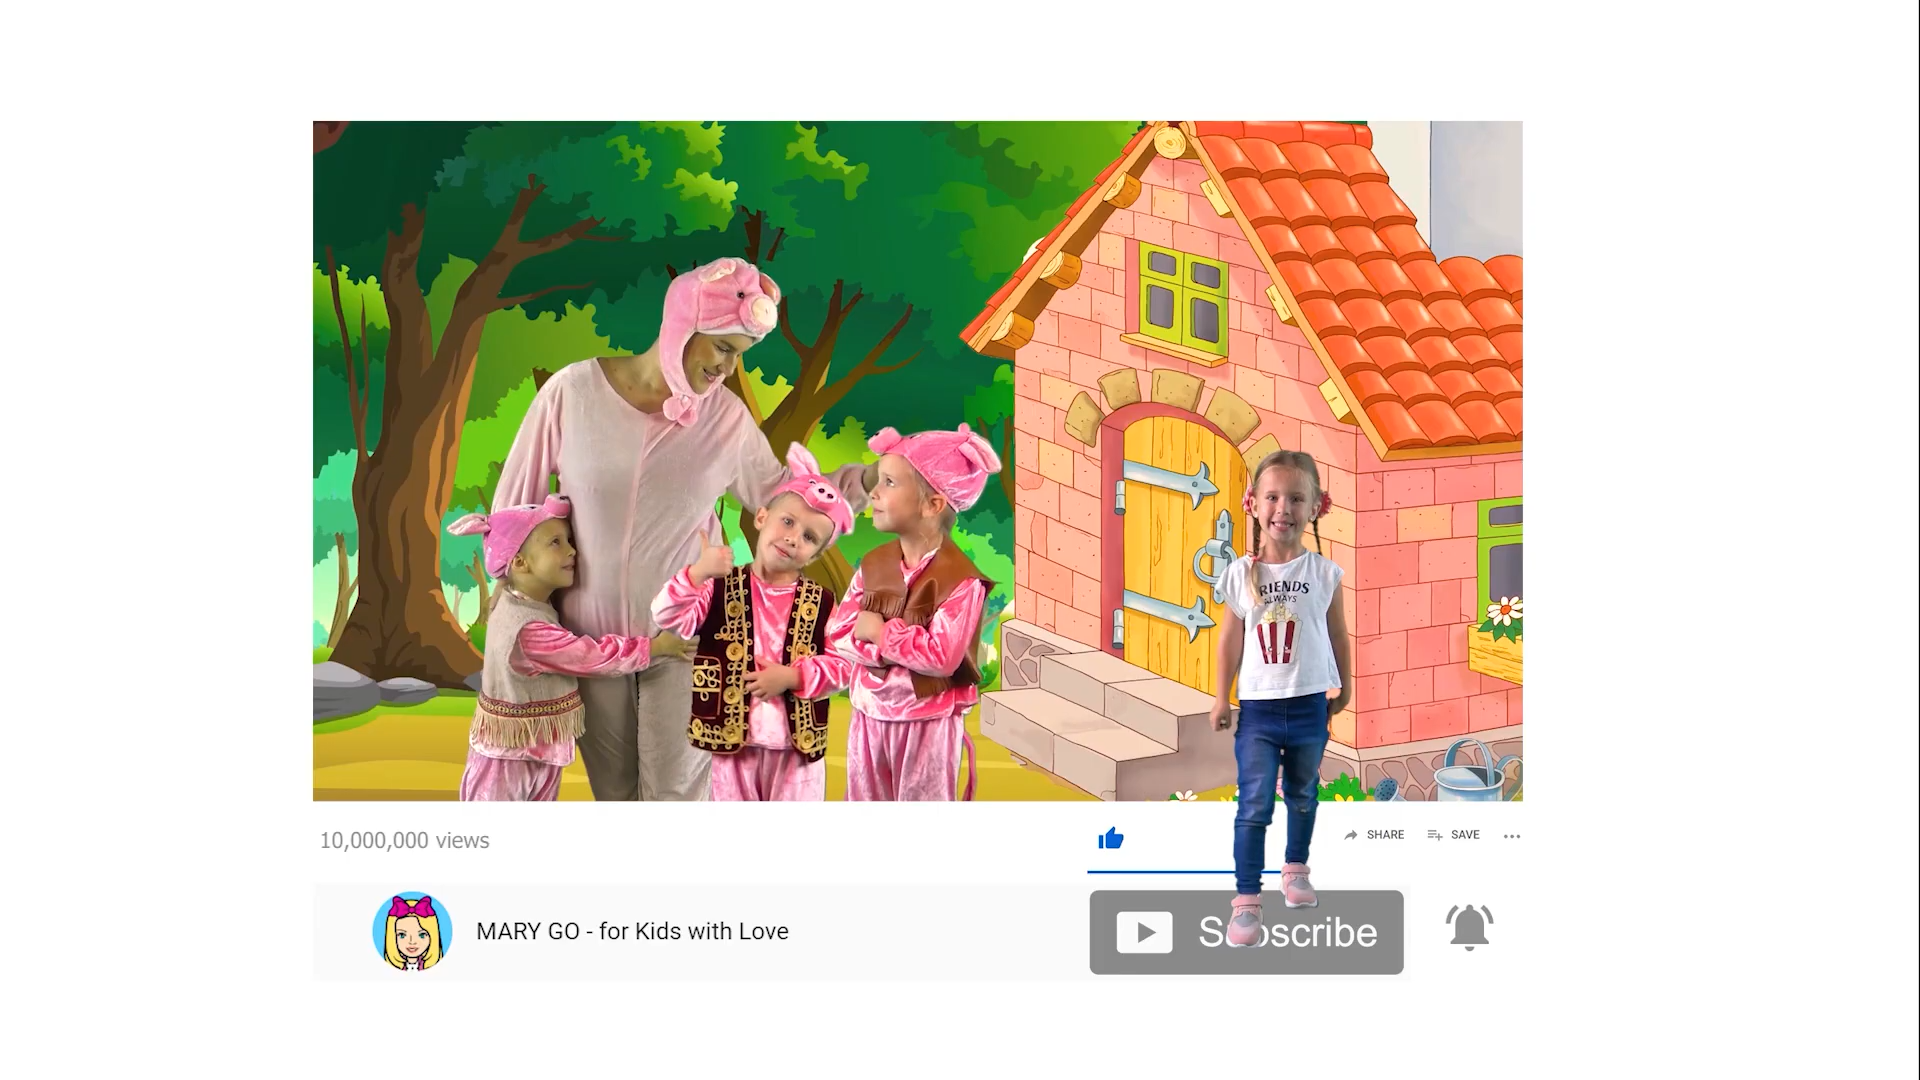 FRIENDS
ALWAYS
10,000,000 views
SHARE
SAVE
MARY GO - for Kids with Love
Subscribe